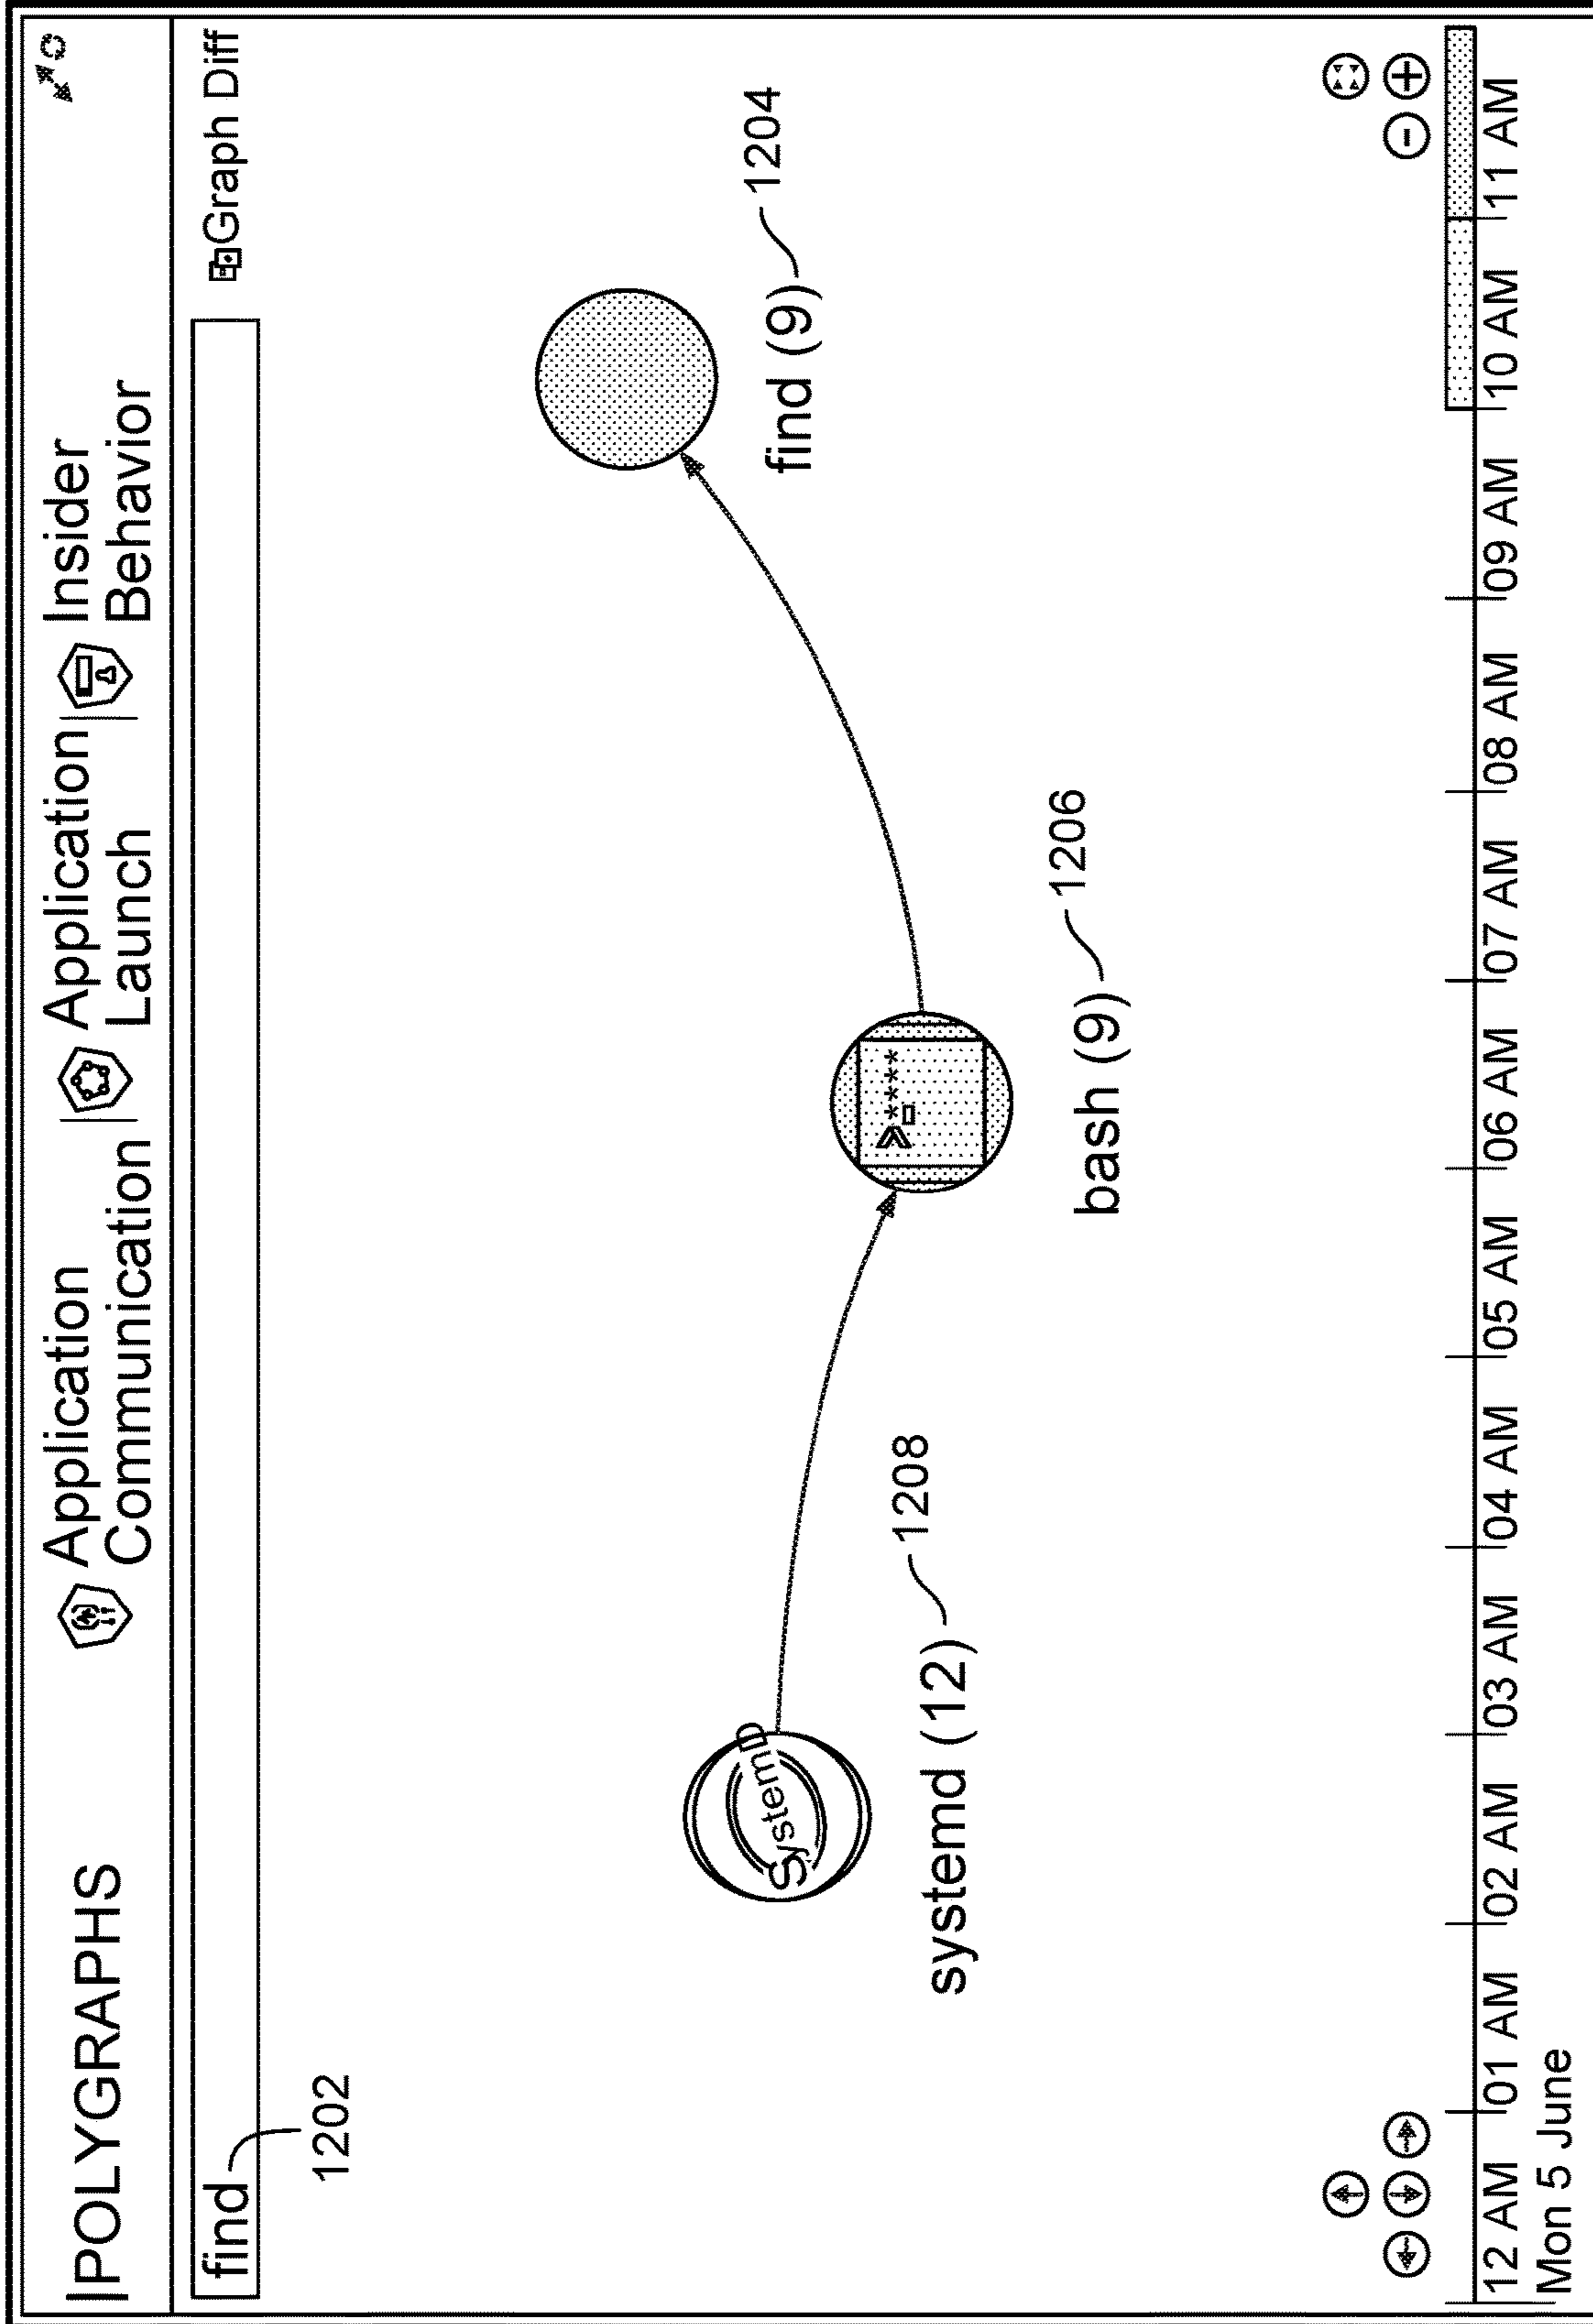 POLYGRAPHS
Application
Communication
Application
Launch
Insider
Behavior
find
Graph Diff
1202
find (9)
1204
bash (9)
1206
SystemD
systemd (12)
1208
>****
12 AM 01 AM 02 AM 03 AM 04 AM 05 AM 06 AM 07 AM 08 AM 09 AM 10 AM 11 AM
Mon 5 June